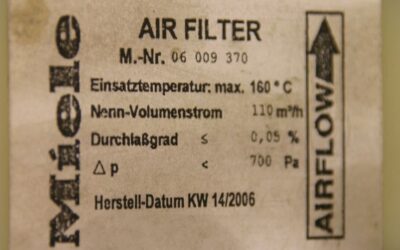 Miele
AIR FILTER
M.-Nr. 06 009 370
Einsatztemperatur: max. 160 °C
Nenn-Volumenstrom 110 m³/h
Durchlaßgrad ≤ 0,05 %
Δ p < 700 Pa
Herstell-Datum KW 14/2006
AIRFLOW